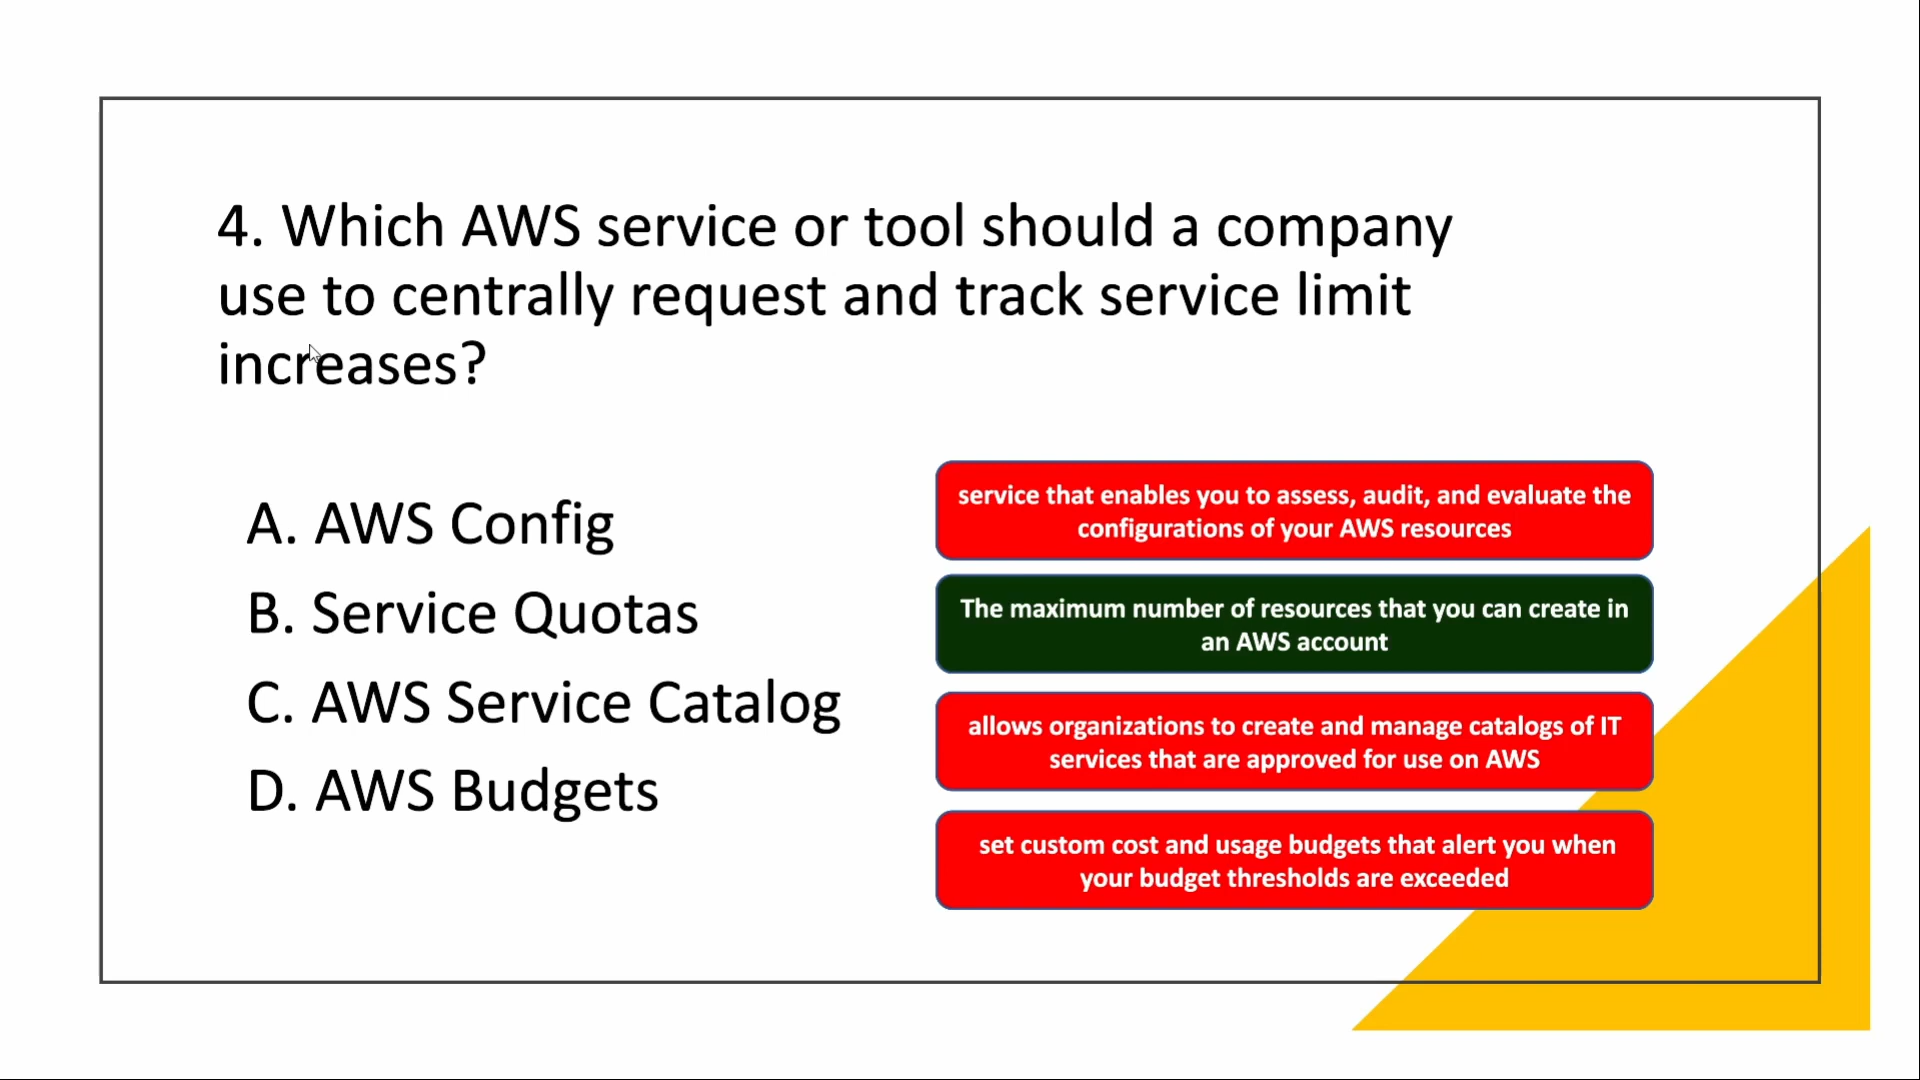 4. Which AWS service or tool should a company
use to centrally request and track service limit
increases?
A. AWS Config
B. Service Quotas
C. AWS Service Catalog
D. AWS Budgets
service that enables you to assess, audit, and evaluate the
configurations of your AWS resources
The maximum number of resources that you can create in
an AWS account
allows organizations to create and manage catalogs of IT
services that are approved for use on AWS
set custom cost and usage budgets that alert you when
your budget thresholds are exceeded